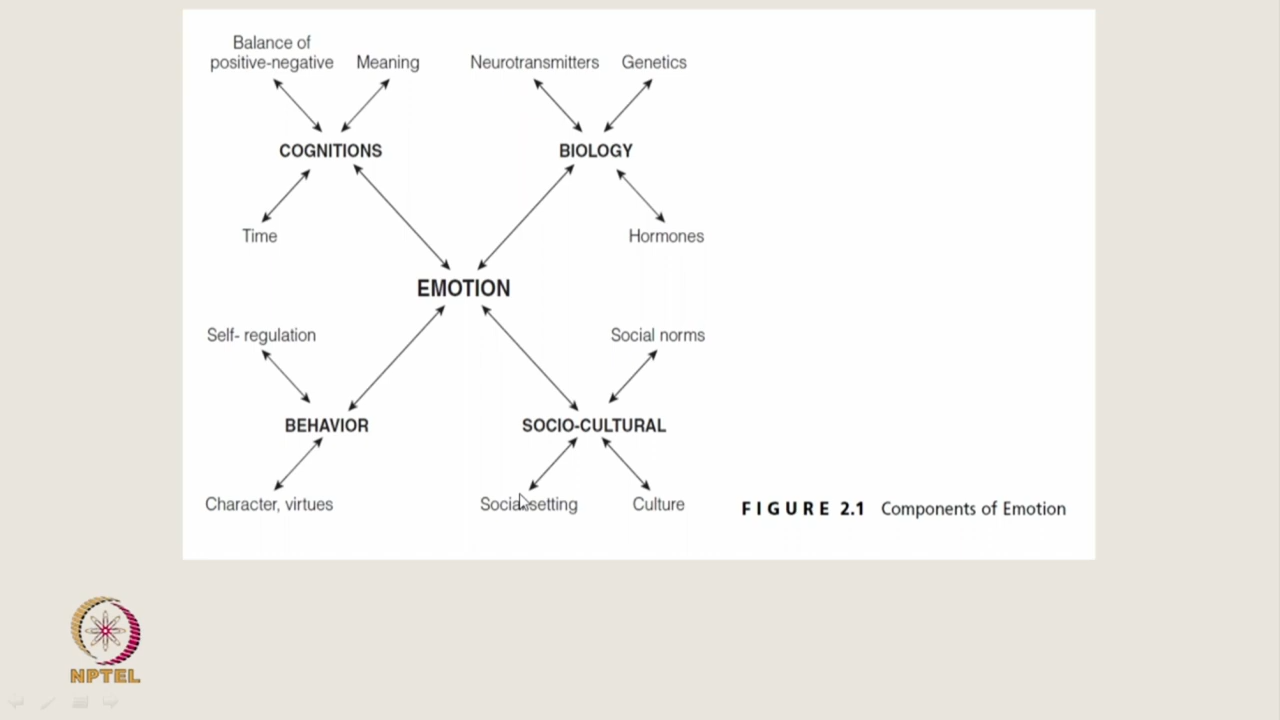 Balance of
positive-negative
Meaning
Neurotransmitters
Genetics
COGNITIONS
BIOLOGY
Time
Hormones
EMOTION
Self- regulation
Social norms
BEHAVIOR
SOCIO-CULTURAL
Character, virtues
Social setting
Culture
FIGURE 2.1 Components of Emotion
NPTEL